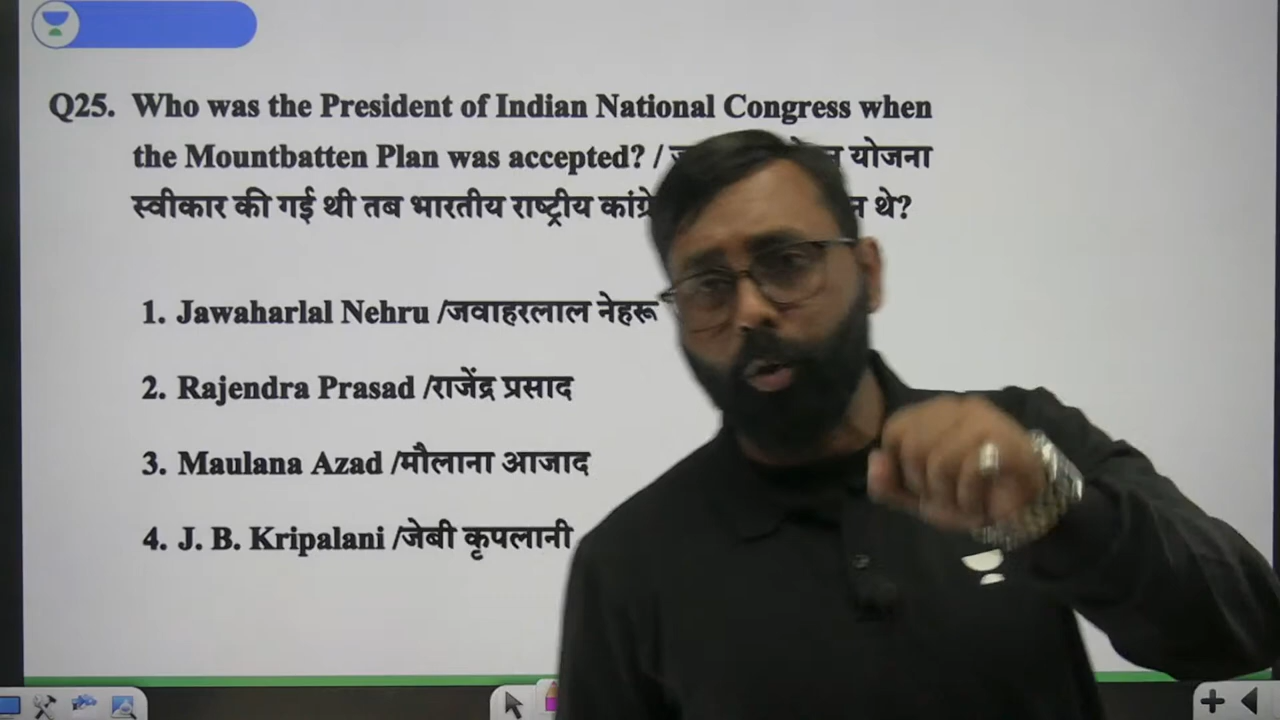 Q25. Who was the President of Indian National Congress when
the Mountbatten Plan was accepted? / योजना
स्वीकार की गई थी तब भारतीय राष्ट्रीय थे?
1. Jawaharlal Nehru /जवाहरलाल नेहरू
2. Rajendra Prasad /राजेंद्र प्रसाद
3. Maulana Azad /मौलाना आजाद
4. J. B. Kripalani /जेबी कृपलानी